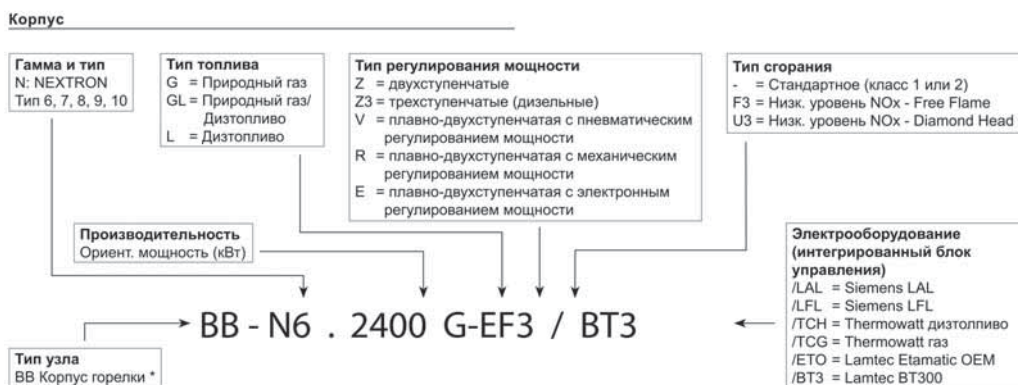 Корпус
Гамма и тип
N: NEXTRON
Тип 6, 7, 8, 9, 10
Тип топлива
G = Природный газ
GL = Природный газ/
Дизтопливо
L = Дизтопливо
Тип регулирования мощности
Z = двухступенчатые
Z3 = трехступенчатые (дизельные)
V = плавно-двухступенчатая с пневматическим
регулированием мощности
R = плавно-двухступенчатая с механическим
регулированием мощности
E = плавно-двухступенчатая с электронным
регулированием мощности
Тип сгорания
- = Стандартное (класс 1 или 2)
F3 = Низк. уровень NOx - Free Flame
U3 = Низк. уровень NOx - Diamond Head
Производительность
Ориент. мощность (кВт)
Электрооборудование
(интегрированный блок
управления)
/LAL = Siemens LAL
/LFL = Siemens LFL
/TCH = Thermowatt дизтолпиво
/TCG = Thermowatt газ
/ETO = Lamtec Etamatic OEM
/BT3 = Lamtec BT300
BB - N6 . 2400 G-EF3 / BT3
Тип узла
BB Корпус горелки *